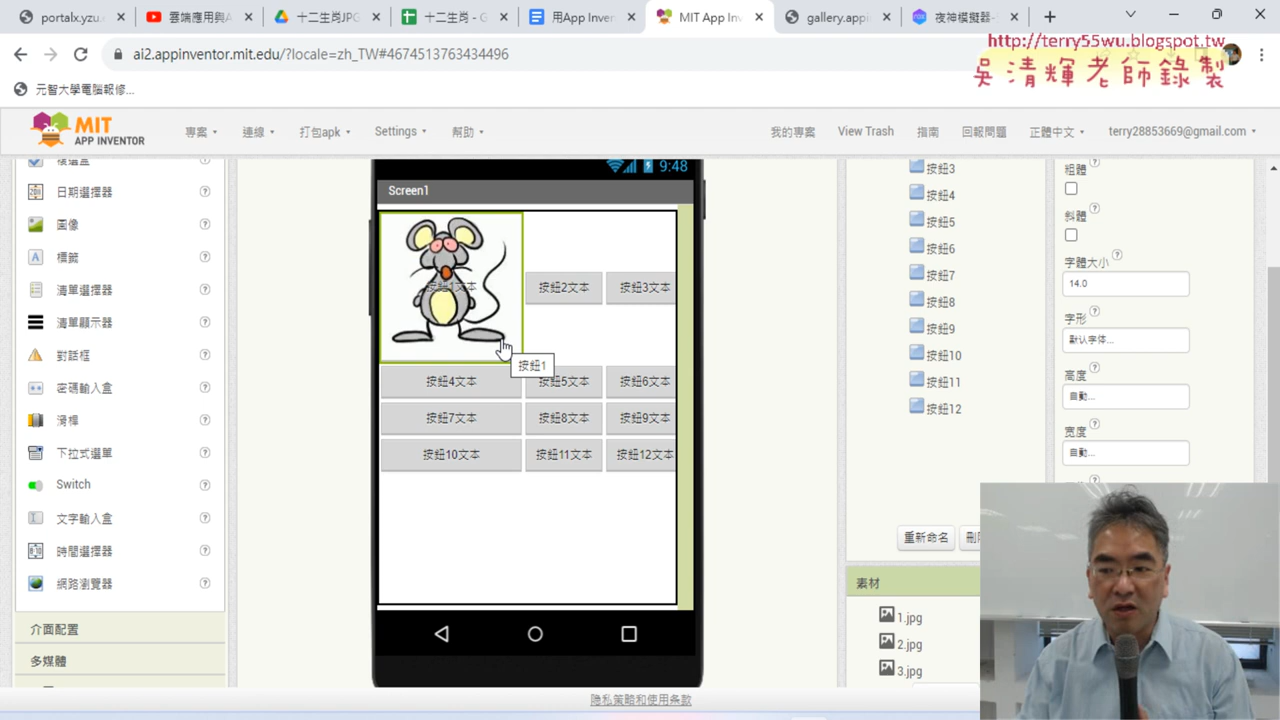 portalx.yzu.
雲端應用與A
十二生肖JPG
十二生肖 - G
用App Inver
MIT App Inv
gallery.appi
夜神模擬器-
ai2.appinventor.mit.edu/?locale=zh_TW#4674513763434496
http://terry55wu.blogspot.tw
吳清輝老師錄製
元智大學電腦報修...
MIT
APP INVENTOR
專案
連線
打包apk
Settings
幫助
我的專案
View Trash
指南
回報問題
正體中文
terry28853669@gmail.com
複選盒
日期選擇器
圖像
標籤
清單選擇器
清單顯示器
對話框
密碼輸入盒
滑桿
下拉式選單
Switch
文字輸入盒
時間選擇器
網路瀏覽器
介面配置
多媒體
9:48
Screen1
按鈕1文本
按鈕2文本
按鈕3文本
按鈕1
按鈕4文本
按鈕5文本
按鈕6文本
按鈕7文本
按鈕8文本
按鈕9文本
按鈕10文本
按鈕11文本
按鈕12文本
按鈕3
按鈕4
按鈕5
按鈕6
按鈕7
按鈕8
按鈕9
按鈕10
按鈕11
按鈕12
重新命名
刪
素材
1.jpg
2.jpg
3.jpg
粗體
斜體
字體大小
14.0
字形
默认字体...
高度
自動...
宽度
自動...
隐私策略和使用条款